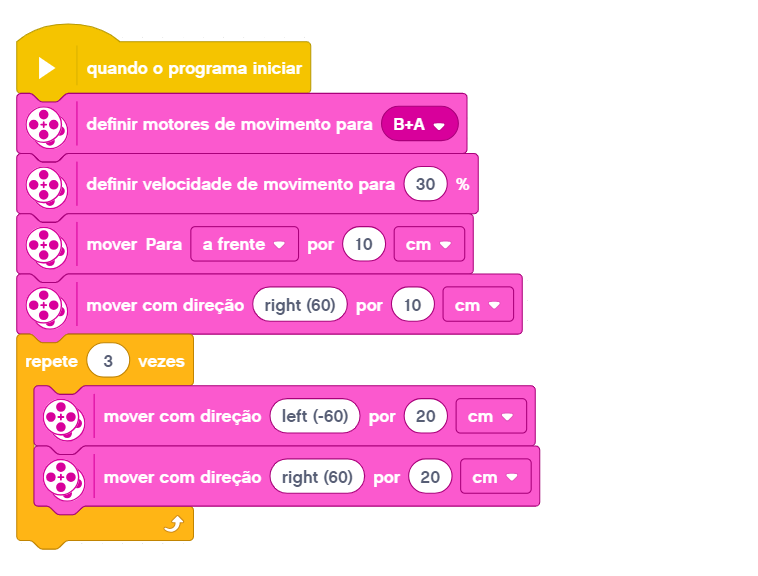 quando o programa iniciar
definir motores de movimento para B+A
definir velocidade de movimento para 30 %
mover Para a frente por 10 cm
mover com direção right (60) por 10 cm
repete 3 vezes
mover com direção left (-60) por 20 cm
mover com direção right (60) por 20 cm